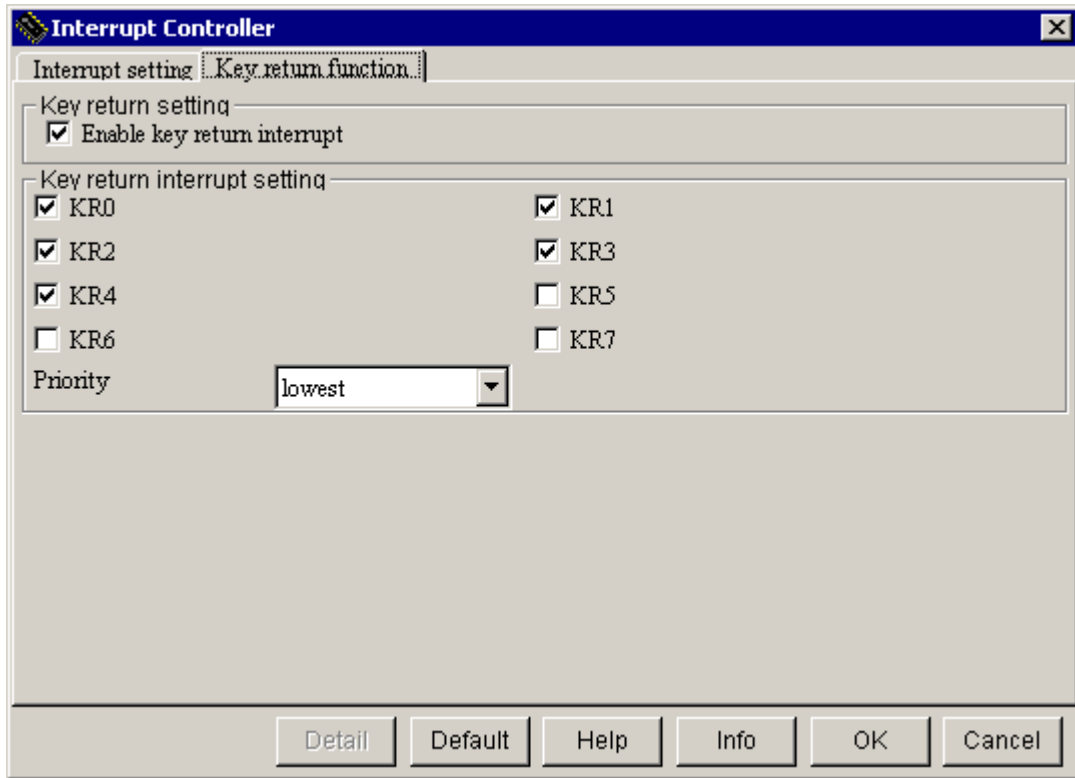 Interrupt Controller
Interrupt setting Key return function
Key return setting
Enable key return interrupt
Key return interrupt setting
KR0 KR1
KR2 KR3
KR4 KR5
KR6 KR7
Priority lowest
Detail Default Help Info OK Cancel